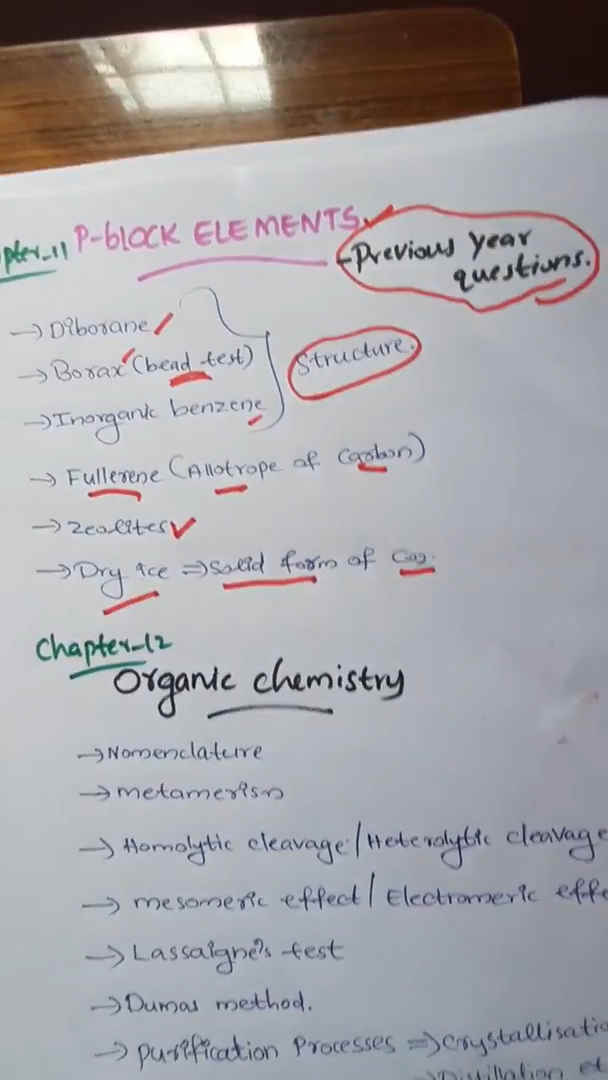 pter-11 P-block ELEMENTS
-Previous year
questions.
→ Diborane
→ Borax (bead test)
→ Inorganic benzene
Structure.
→ Fullerene (Allotrope of Carbon)
→ Zeolites
→ Dry ice ⇒ Solid form of CO2.
Chapter-12
Organic chemistry
→ Nomenclature
→ metamerism
→ Homolytic cleavage / Heterolytic cleavage
→ mesomeric effect / Electromeric effe
→ Lassaigne's test
→ Dumas method.
→ purification Processes ⇒ crystallisatio